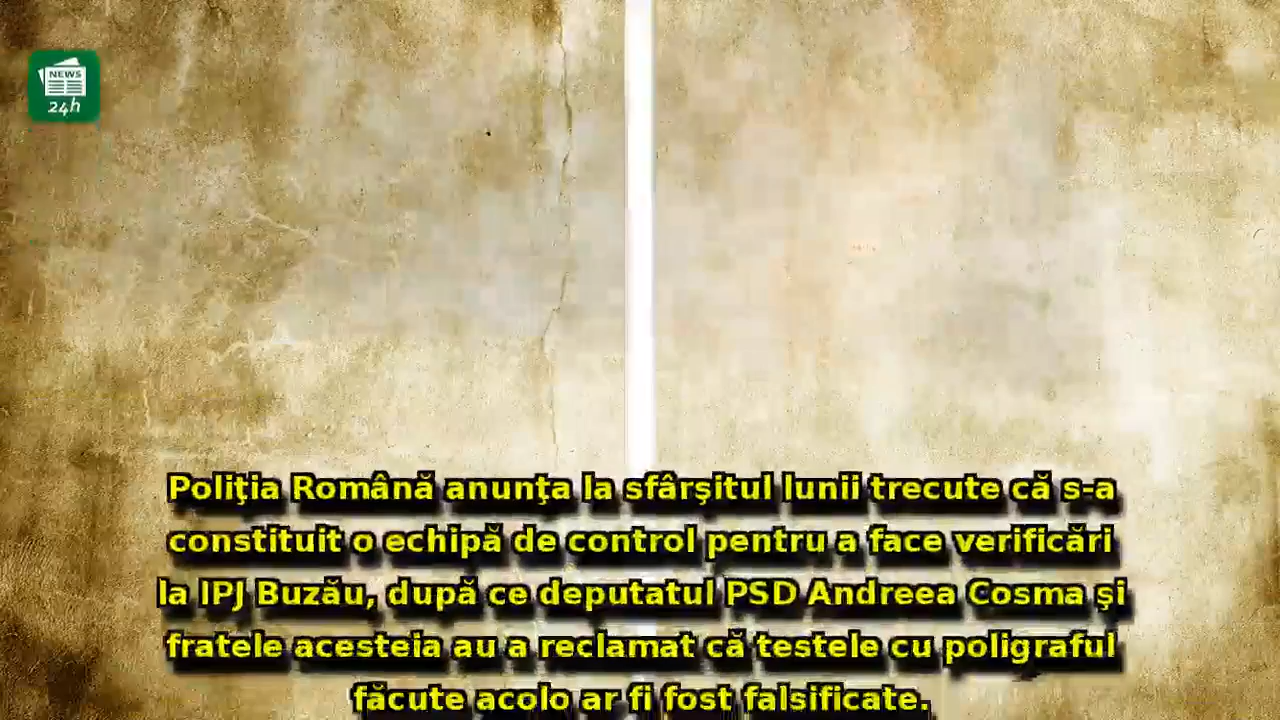 NEWS
24h
Poliţia Română anunţa la sfârşitul lunii trecute că s-a
constituit o echipă de control pentru a face verificări
la IPJ Buzău, după ce deputatul PSD Andreea Cosma şi
fratele acesteia au a reclamat că testele cu poligraful
făcute acolo ar fi fost falsificate.